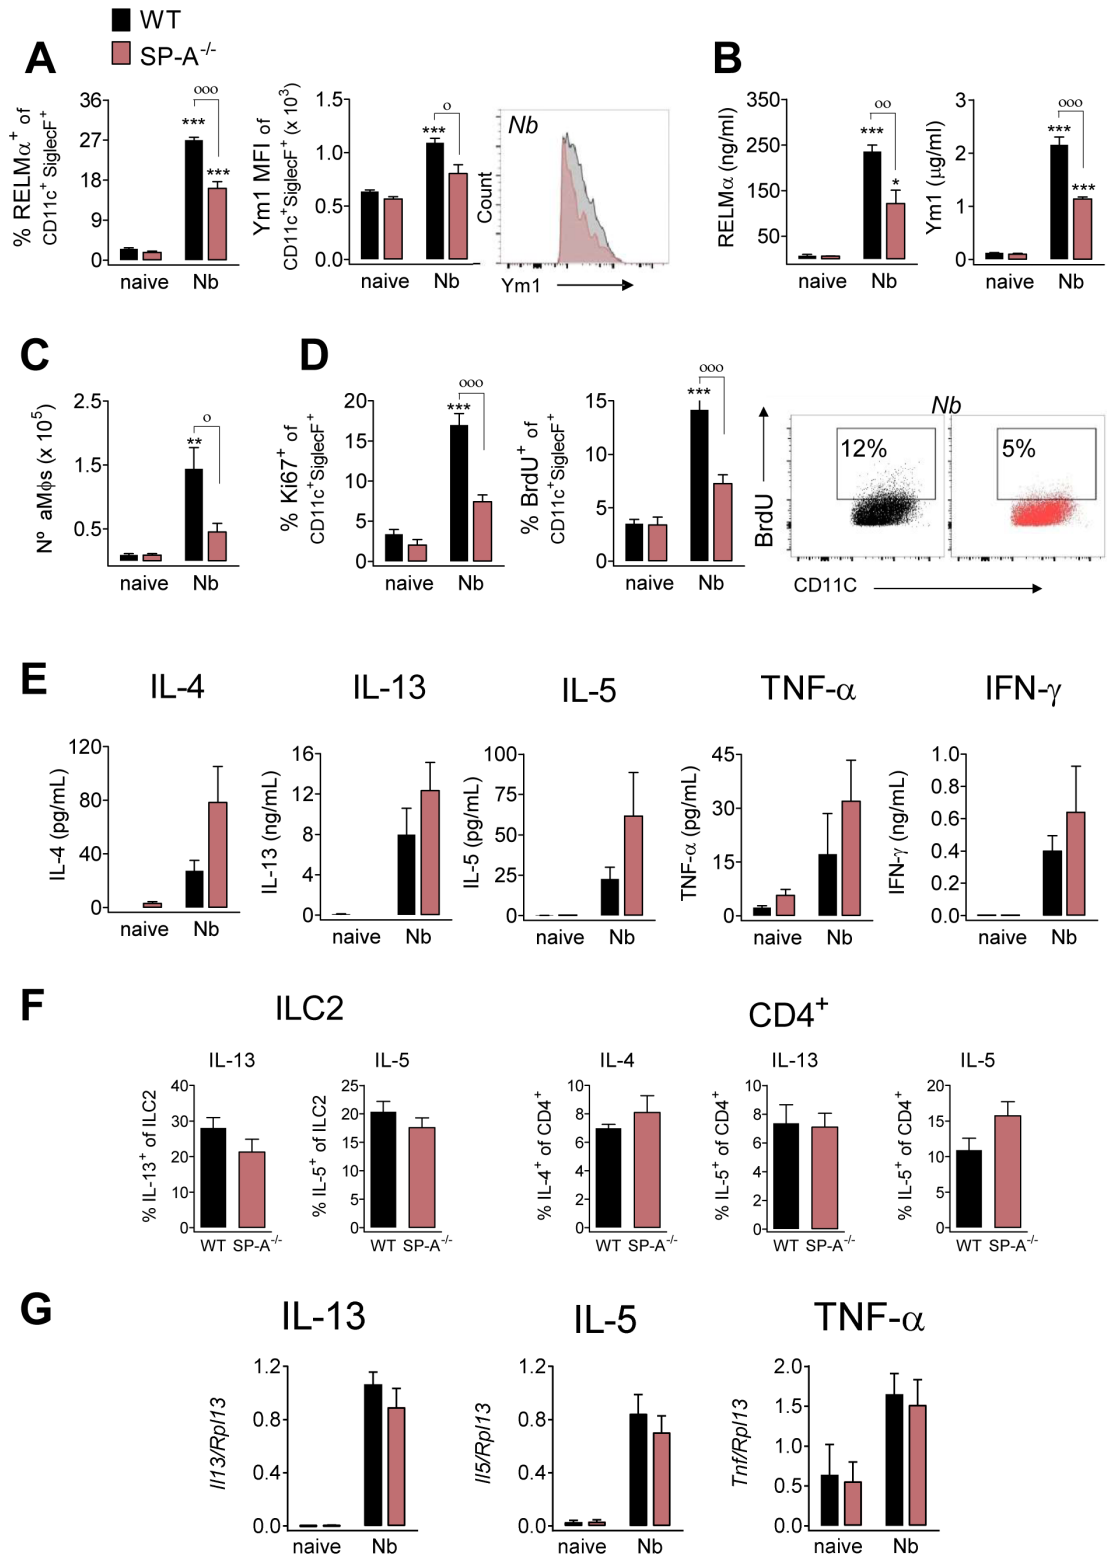 WT
SP-A-/-
A
% RELMα+ of
CD11c+ SiglecF+
36
27
18
9
0
***
ooo
***
naive
Nb
Ym1 MFI of
CD11c+SiglecF+ (x 10³)
1.5
1.0
0.5
0.0
***
o
naive
Nb
Nb
Count
Ym1
B
RELMα (ng/ml)
350
250
150
50
***
oo
*
naive
Nb
Ym1 (µg/ml)
3
2
1
0
***
ooo
***
naive
Nb
C
Nº aMϕs (x 10⁵)
2.5
1.5
0.5
**
o
naive
Nb
D
% Ki67+ of
CD11c+SiglecF+
20
15
10
5
0
***
ooo
naive
Nb
% BrdU+ of
CD11c+SiglecF+
15
10
5
0
***
ooo
naive
Nb
Nb
12%
5%
BrdU
CD11C
E
IL-4
IL-4 (pg/mL)
120
80
40
0
naive
Nb
IL-13
IL-13 (ng/mL)
16
12
8
4
0
naive
Nb
IL-5
IL-5 (pg/mL)
100
75
50
25
0
naive
Nb
TNF-α
TNF-α (pg/mL)
45
30
15
0
naive
Nb
IFN-γ
IFN-γ (ng/mL)
1.0
0.8
0.6
0.4
0.2
0.0
naive
Nb
F
ILC2
IL-13
% IL-13+ of ILC2
40
30
20
10
0
WT SP-A-/-
IL-5
% IL-5+ of ILC2
25
20
15
10
5
0
WT SP-A-/-
CD4+
IL-4
% IL-4+ of CD4+
10
8
6
4
2
0
WT SP-A-/-
IL-13
% IL-5+ of CD4+
10
8
6
4
2
0
WT SP-A-/-
IL-5
% IL-5+ of CD4+
20
15
10
5
0
WT SP-A-/-
G
IL-13
Il13/Rpl13
1.2
0.8
0.4
0.0
naive
Nb
IL-5
Il5/Rpl13
1.2
0.8
0.4
0.0
naive
Nb
TNF-α
Tnf/Rpl13
2.0
1.5
1.0
0.5
0.0
naive
Nb